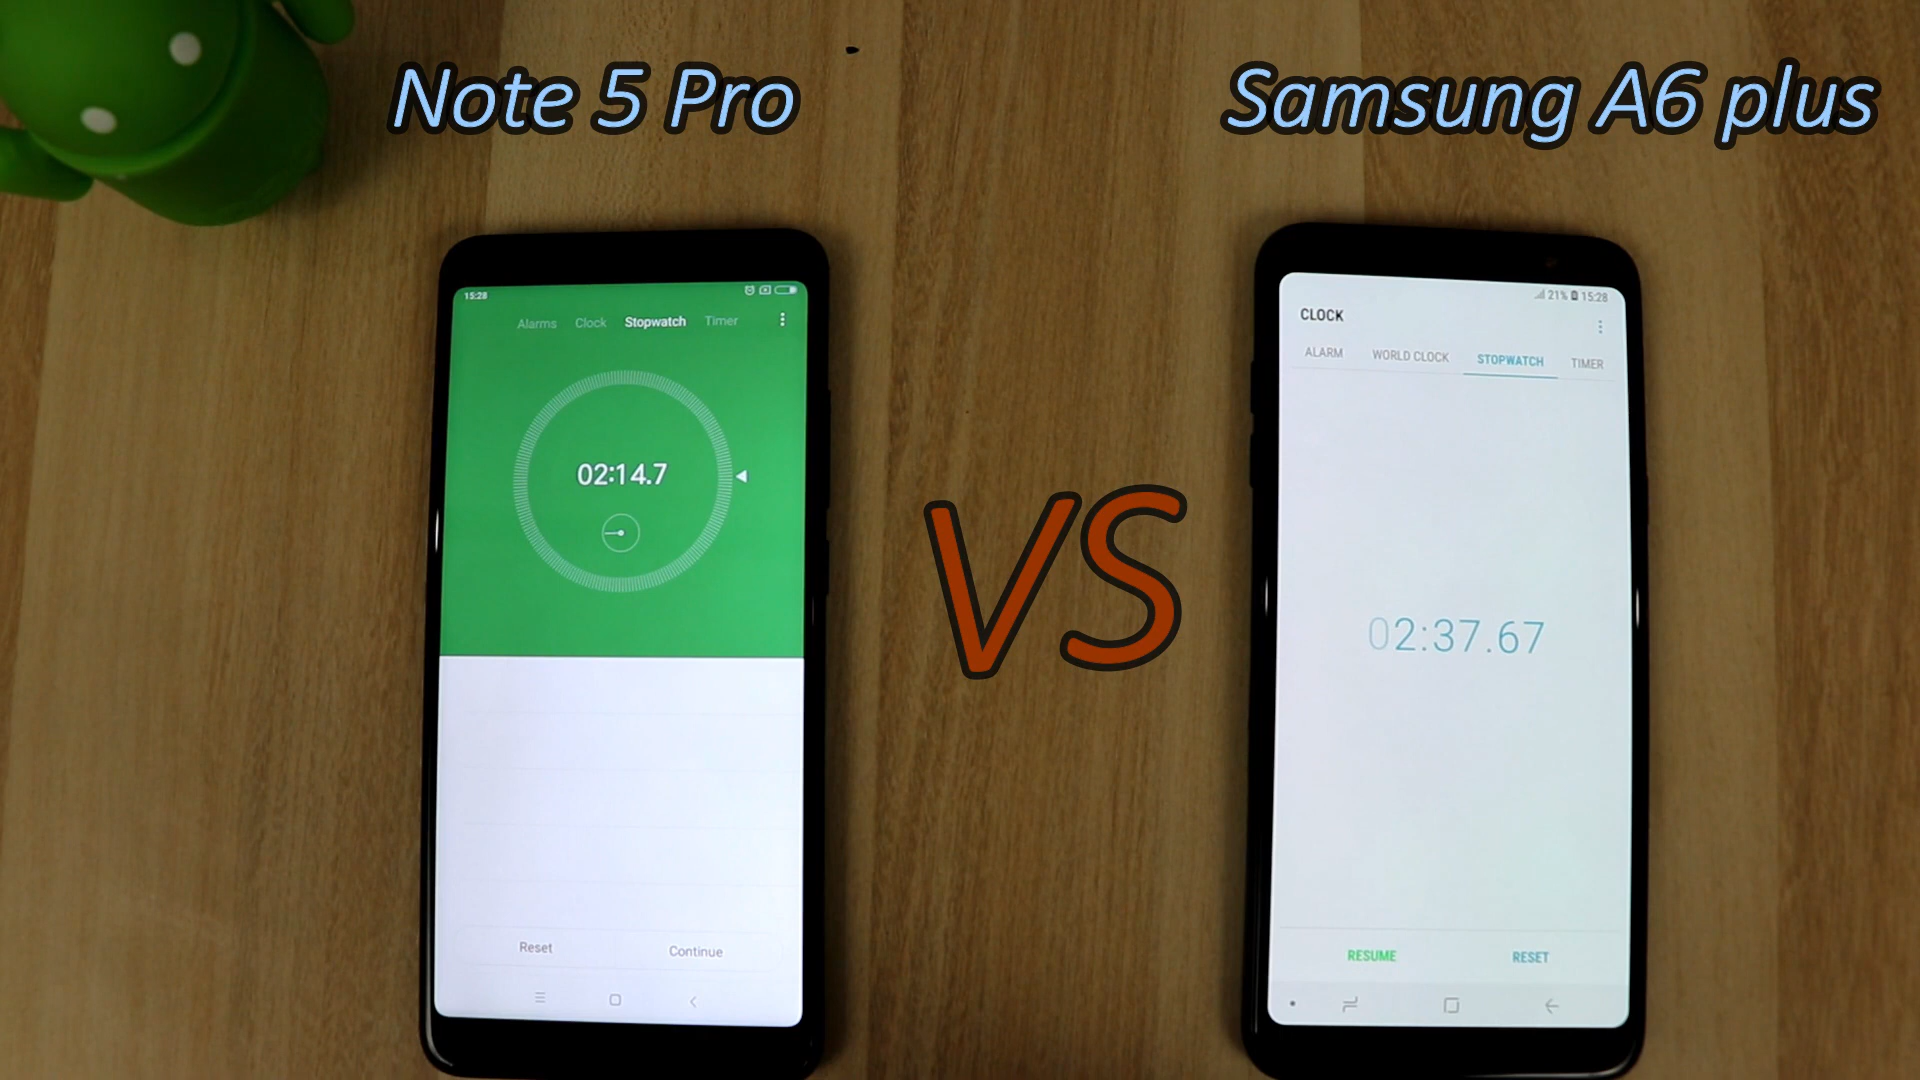 Note 5 Pro
Samsung A6 plus
VS
15:28
Alarms Clock Stopwatch Timer
02:14.7
Reset Continue
21% 15:28
CLOCK
ALARM WORLD CLOCK STOPWATCH TIMER
02:37.67
RESUME RESET